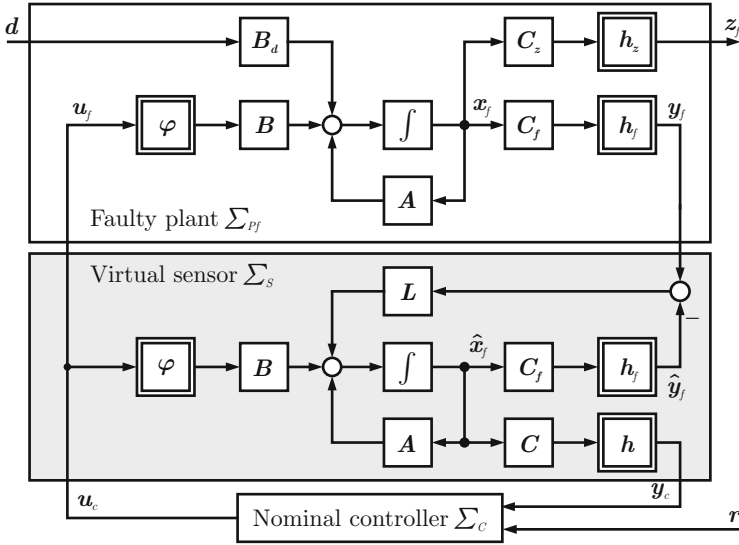 d B_d C_z h_z z_f
u_f φ B ∫ x_f C_f h_f y_f
A
Faulty plant Σ_Pf
Virtual sensor Σ_S
L
−
φ B ∫ x̂_f C_f h_f ŷ_f
A C h
u_c y_c
Nominal controller Σ_C r